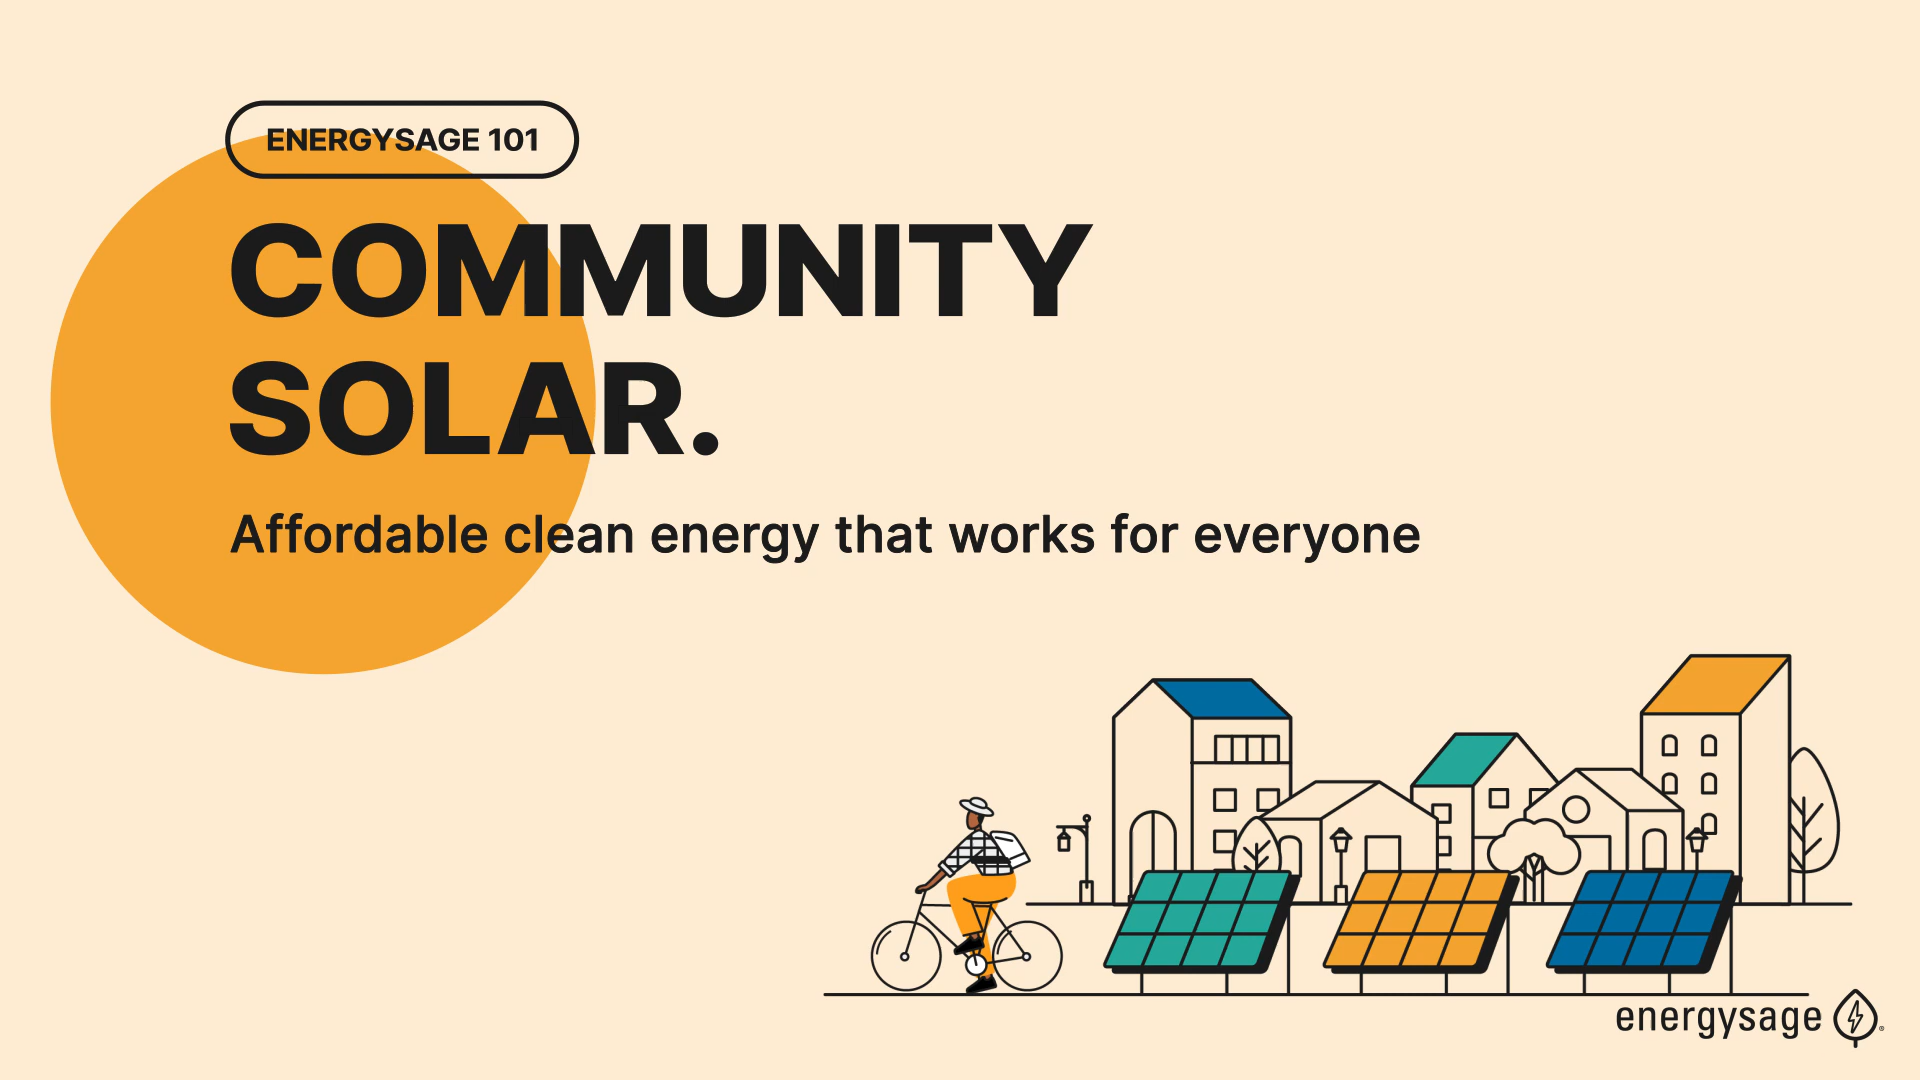 ENERGYSAGE 101
COMMUNITY
SOLAR.
Affordable clean energy that works for everyone
energysage